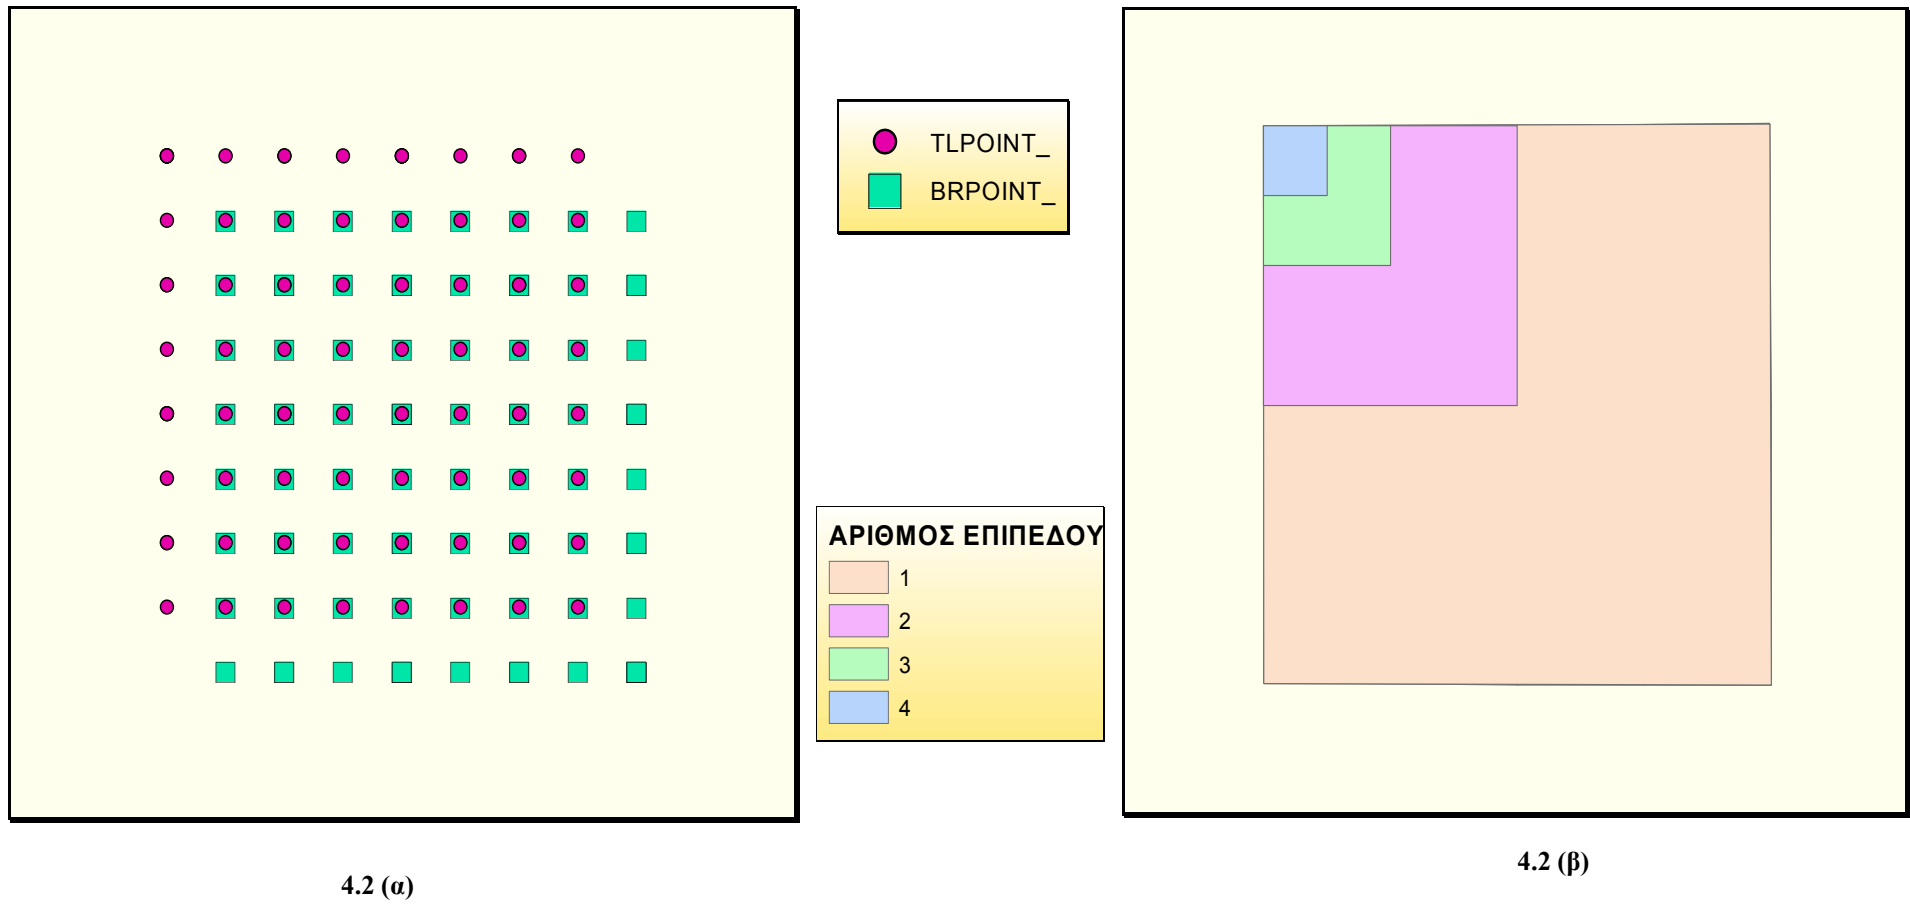 TLPOINT_
BRPOINT_
ΑΡΙΘΜΟΣ ΕΠΙΠΕΔΟΥ
1
2
3
4
4.2 (α)
4.2 (β)